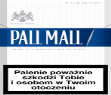 PALL MALL
Palenie poważnie
szkodzi Tobie
i osobom w Twoim
otoczeniu